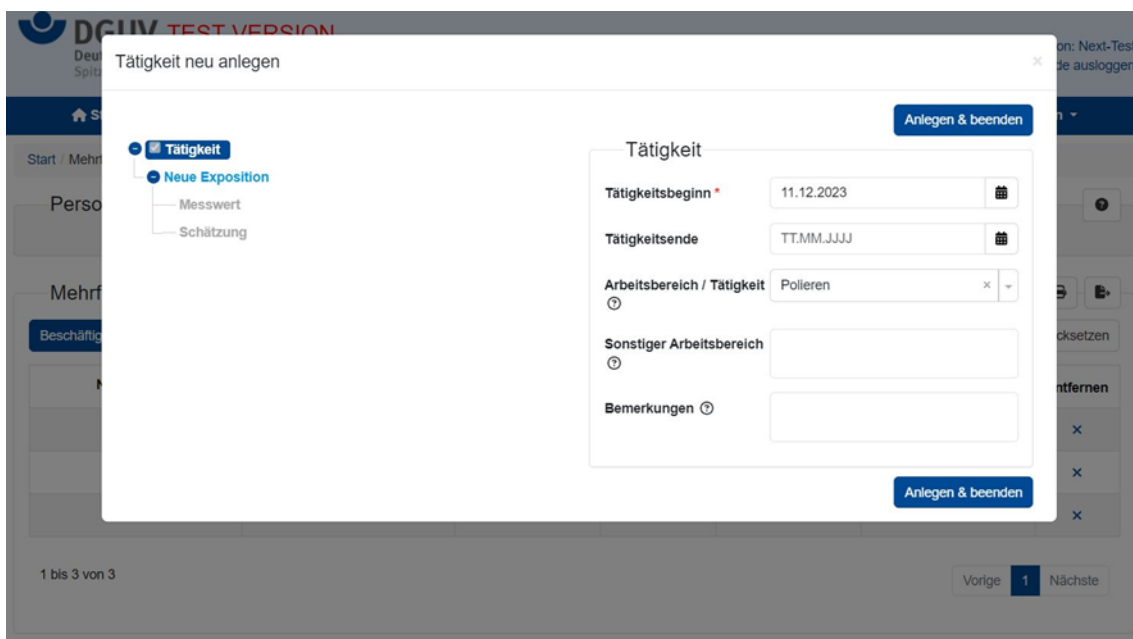 DGUV TEST VERSION
Tätigkeit neu anlegen
×
on: Next-Tes
de ausloggen
Anlegen & beenden
Start / Mehrf
Tätigkeit
Neue Exposition
Messwert
Schätzung
Tätigkeit
Tätigkeitsbeginn * 11.12.2023
Tätigkeitsende TT.MM.JJJJ
Arbeitsbereich / Tätigkeit Polieren ×
Sonstiger Arbeitsbereich
Bemerkungen
Anlegen & beenden
Perso
Mehrf
Beschäftig
cksetzen
N
ntfernen
×
×
×
1 bis 3 von 3
Vorige 1 Nächste